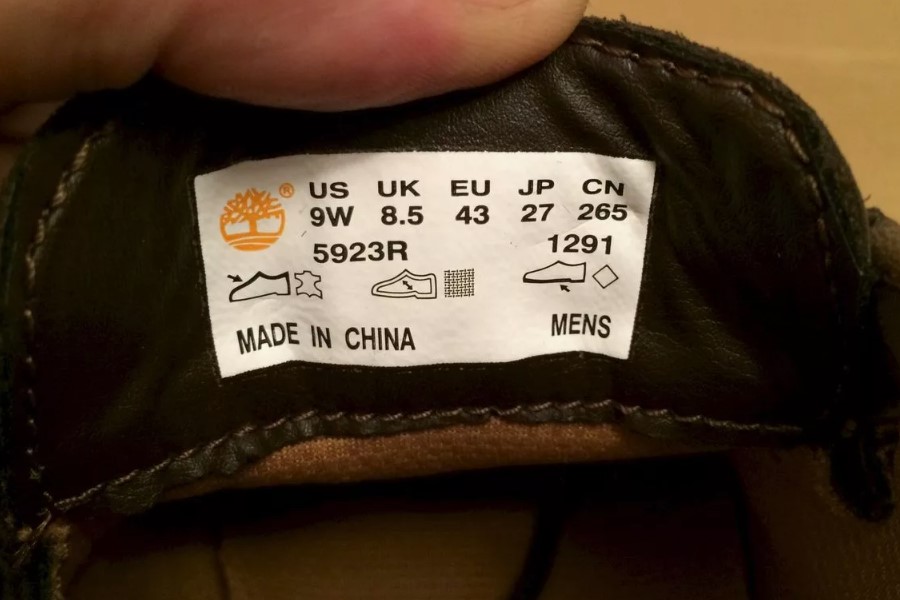 ® US UK EU JP CN
9W 8.5 43 27 265
5923R 1291
MADE IN CHINA MENS